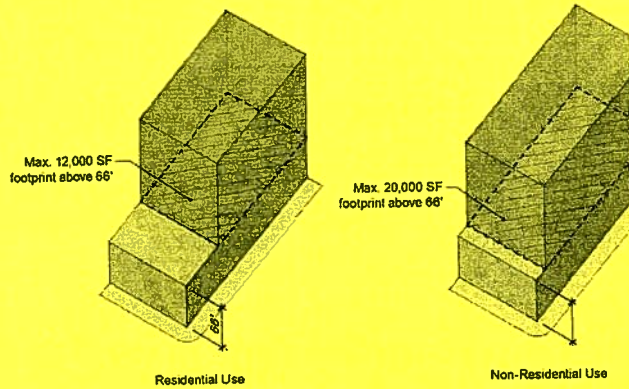 Max. 12,000 SF
footprint above 66'
66'
Residential Use
Max. 20,000 SF
footprint above 66'
Non-Residential Use